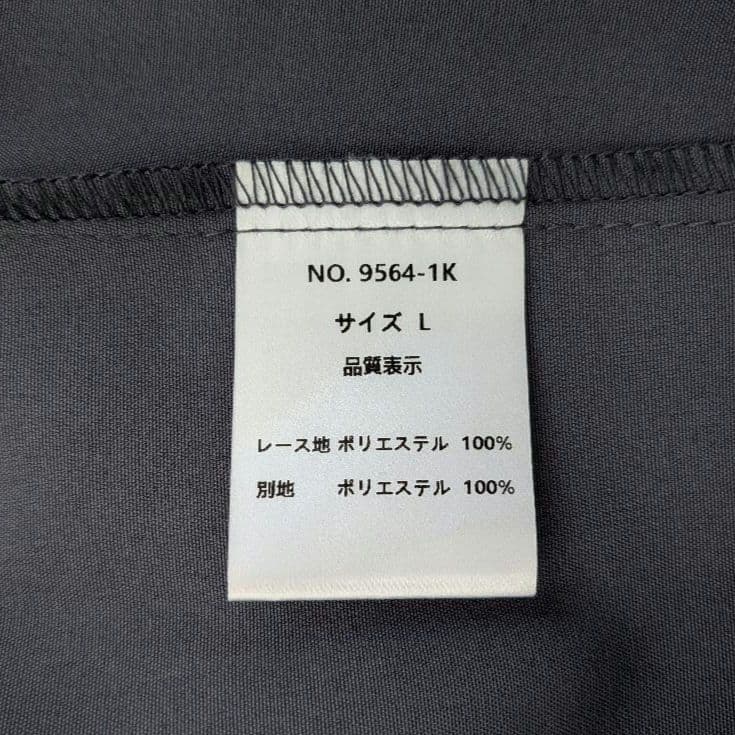 NO. 9564-1K
サイズ L
品質表示
レース地 ポリエステル 100%
別地 ポリエステル 100%